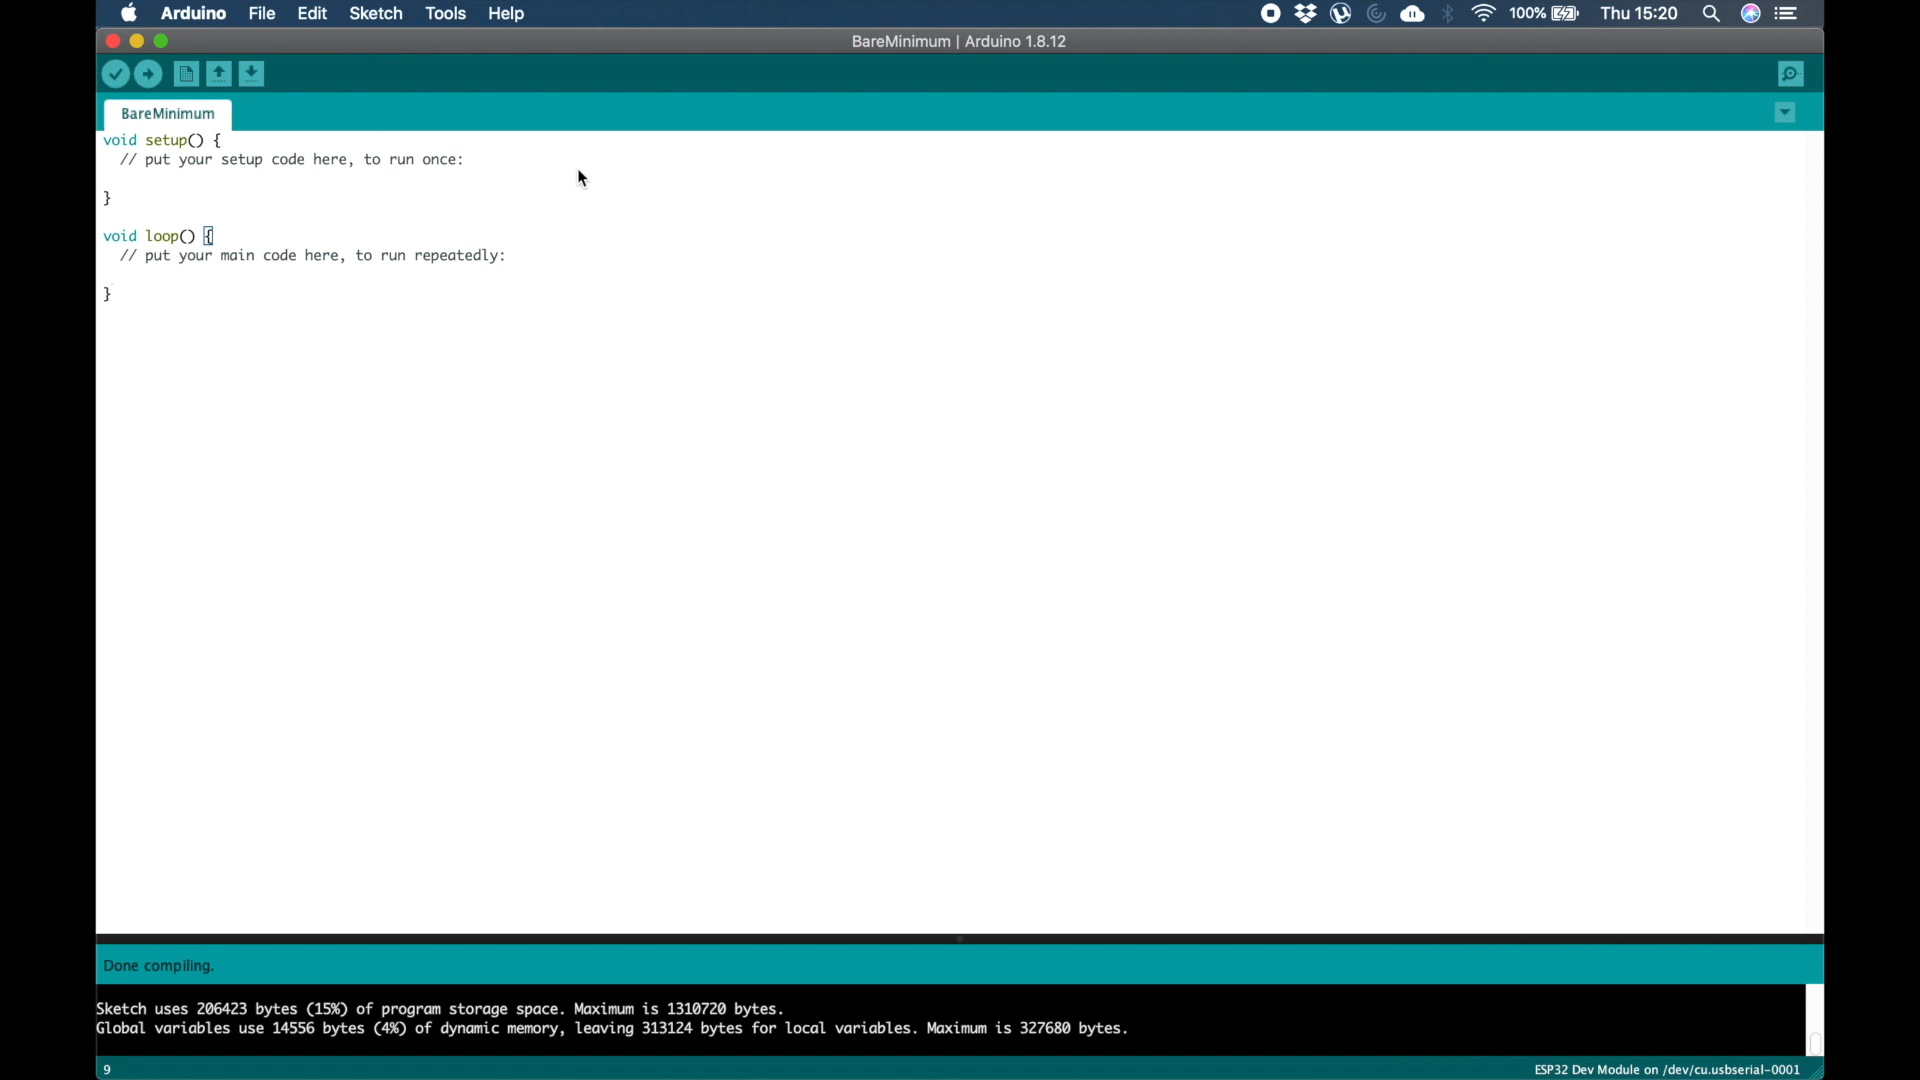 Arduino File Edit Sketch Tools Help 100% Thu 15:20
BareMinimum | Arduino 1.8.12
BareMinimum
void setup() {
// put your setup code here, to run once:
}
void loop() {
// put your main code here, to run repeatedly:
}
Done compiling.
Sketch uses 206423 bytes (15%) of program storage space. Maximum is 1310720 bytes.
Global variables use 14556 bytes (4%) of dynamic memory, leaving 313124 bytes for local variables. Maximum is 327680 bytes.
9 ESP32 Dev Module on /dev/cu.usbserial-0001